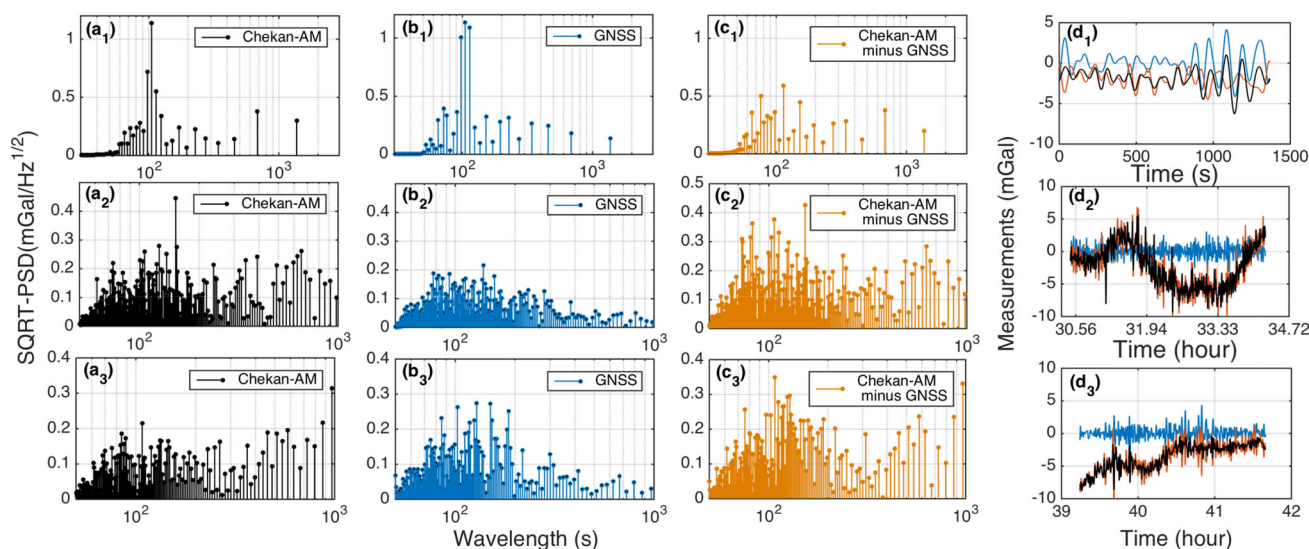 SQRT-PSD(mGal/Hz^1/2)
(a1)
Chekan-AM
1
0.5
0
10^2
10^3
(b1)
GNSS
1
0.5
0
10^2
10^3
(c1)
Chekan-AM
minus GNSS
1
0.5
0
10^2
10^3
(d1)
5
0
-5
-10
0
500
1000
1500
Time (s)
Measurements (mGal)
(a2)
Chekan-AM
0.5
0.4
0.3
0.2
0.1
0
10^2
10^3
(b2)
GNSS
0.5
0.4
0.3
0.2
0.1
0
10^2
10^3
(c2)
Chekan-AM
minus GNSS
0.5
0.4
0.3
0.2
0.1
0
10^2
10^3
(d2)
10
5
0
-5
-10
30.56
31.94
33.33
34.72
Time (hour)
(a3)
Chekan-AM
0.4
0.3
0.2
0.1
0
10^2
10^3
(b3)
GNSS
0.4
0.3
0.2
0.1
0
10^2
10^3
(c3)
Chekan-AM
minus GNSS
0.4
0.3
0.2
0.1
0
10^2
10^3
(d3)
10
5
0
-5
-10
39
40
41
42
Time (hour)
Wavelength (s)